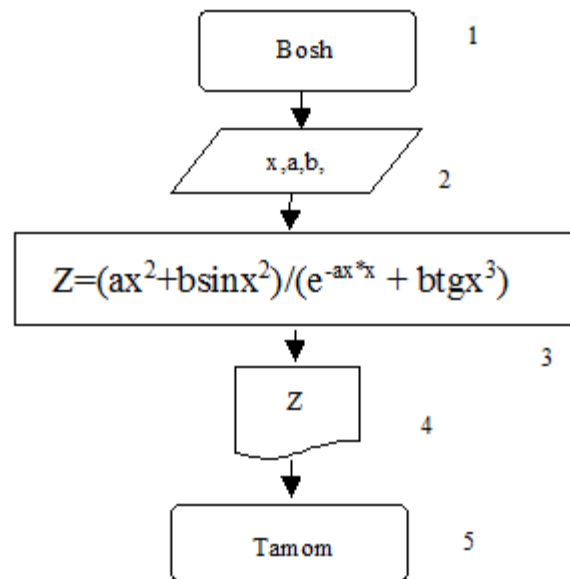 Bosh
1
x,a,b,
2
Z=(ax²+bsinx²)/(e⁻ᵃˣ*ˣ + btgx³)
3
Z
4
Tamom
5